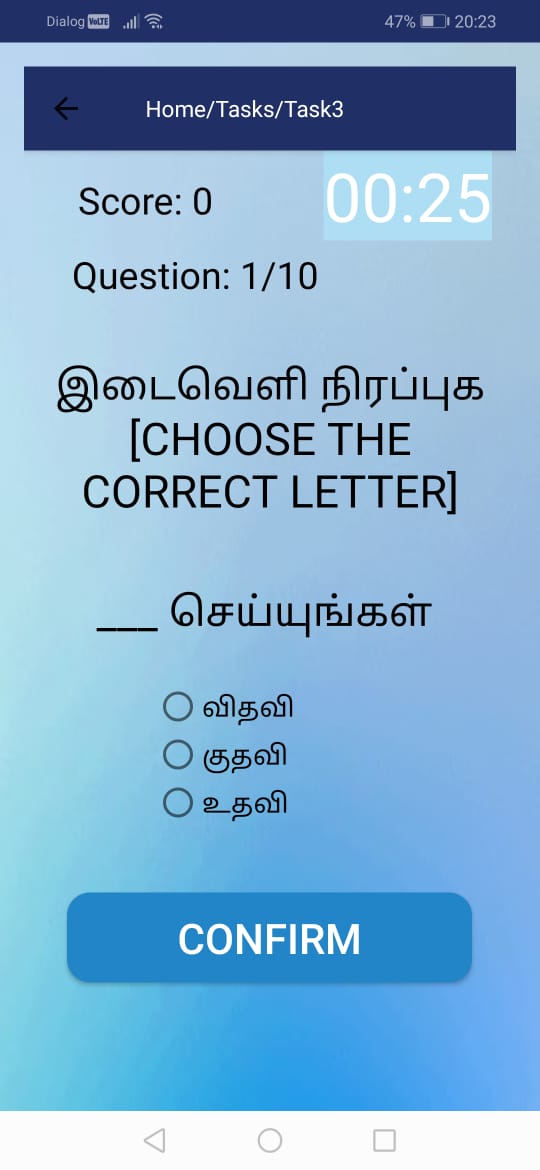 Dialog VoLTE 47% 20:23
Home/Tasks/Task3
Score: 0 00:25
Question: 1/10
இடைவெளி நிரப்புக
[CHOOSE THE
CORRECT LETTER]
___ செய்யுங்கள்
விதவி
குதவி
உதவி
CONFIRM